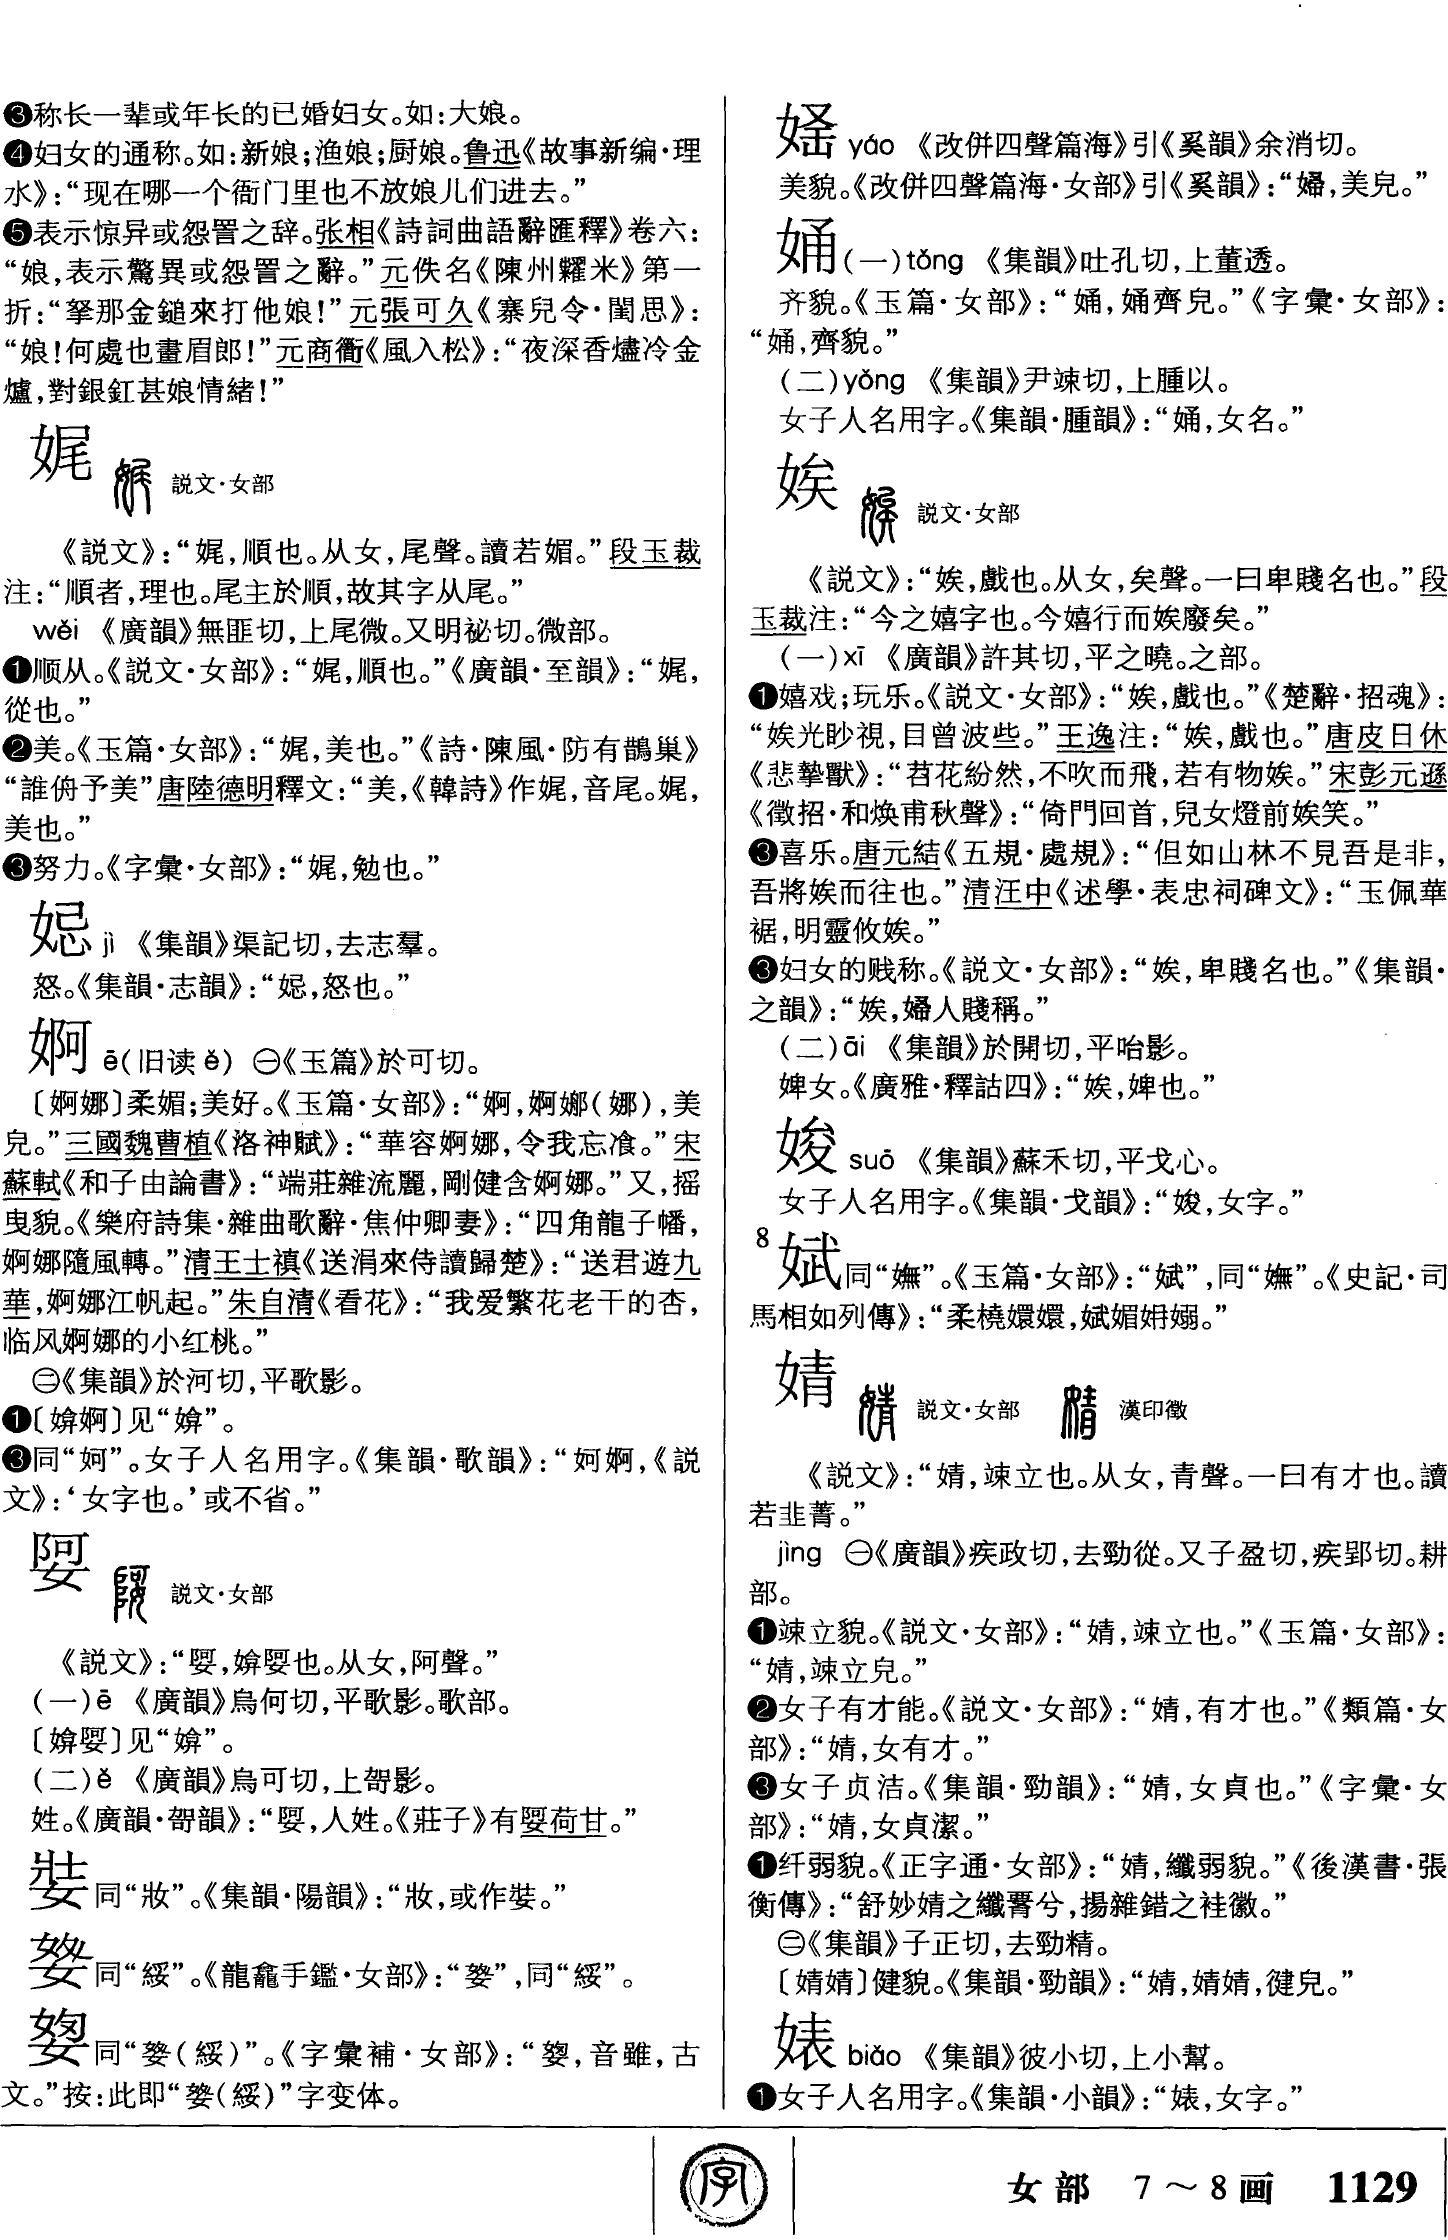 ❸称长一辈或年长的已婚妇女。如:大娘。
❹妇女的通称。如:新娘;渔娘;厨娘。鲁迅《故事新编·理
水》:“现在哪一个衙门里也不放娘儿们进去。”
❺表示惊异或怨詈之辞。张相《詩詞曲語辭匯釋》卷六:
“娘,表示驚異或怨詈之辭。”元佚名《陳州糶米》第一
折:“拏那金鎚來打他娘!”元張可久《寨兒令·閨思》:
“娘!何處也畫眉郎!”元商衢《風入松》:“夜深香燼冷金
爐,對銀釭甚娘情緒!”
娓 説文·女部
《説文》:“娓,順也。从女,尾聲。讀若媚。”段玉裁
注:“順者,理也。尾主於順,故其字从尾。”
wěi 《廣韻》無匪切,上尾微。又明祕切。微部。
❶顺从。《説文·女部》:“娓,順也。”《廣韻·至韻》:“娓,
從也。”
❷美。《玉篇·女部》:“娓,美也。”《詩·陳風·防有鵲巢》
“誰侜予美”唐陸德明釋文:“美,《韓詩》作娓,音尾。娓,
美也。”
❸努力。《字彙·女部》:“娓,勉也。”
㛍 jì 《集韻》渠記切,去志羣。
怒。《集韻·志韻》:“㛍,怒也。”
婀 ē(旧读ě) ㊀《玉篇》於可切。
〔婀娜〕柔媚;美好。《玉篇·女部》:“婀,婀㛂(娜),美
皃。”三國魏曹植《洛神賦》:“華容婀娜,令我忘飡。”宋
蘇軾《和子由論書》:“端莊雜流麗,剛健含婀娜。”又,摇
曳貌。《樂府詩集·雜曲歌辭·焦仲卿妻》:“四角龍子幡,
婀娜隨風轉。”清王士禛《送涓來侍讀歸楚》:“送君遊九
華,婀娜江帆起。”朱自清《看花》:“我爱繁花老干的杏,
临风婀娜的小红桃。”
㊁《集韻》於河切,平歌影。
❶〔媕婀〕见“媕”。
❸同“妸”。女子人名用字。《集韻·歌韻》:“妸婀,《説
文》:‘女字也。’或不省。”
娿 説文·女部
《説文》:“娿,媕娿也。从女,阿聲。”
(一)ē 《廣韻》烏何切,平歌影。歌部。
〔媕娿〕见“媕”。
(二)ě 《廣韻》烏可切,上哿影。
姓。《廣韻·哿韻》:“娿,人姓。《莊子》有娿荷甘。”
娤同“妝”。《集韻·陽韻》:“妝,或作娤。”
同“綏”。《龍龕手鑑·女部》:“”,同“綏”。
同“(綏)”。《字彙補·女部》:“,音雖,古
文。”按:此即“(綏)”字变体。
媱 yáo 《改併四聲篇海》引《奚韻》余消切。
美貌。《改併四聲篇海·女部》引《奚韻》:“,美皃。”
㛚(一)tǒng 《集韻》吐孔切,上董透。
齐貌。《玉篇·女部》:“㛚,㛚齊皃。”《字彙·女部》:
“㛚,齊貌。”
(二)yǒng 《集韻》尹竦切,上腫以。
女子人名用字。《集韻·腫韻》:“㛚,女名。”
娭 説文·女部
《説文》:“娭,戲也。从女,矣聲。一曰卑賤名也。”段
玉裁注:“今之嬉字也。今嬉行而娭廢矣。”
(一)xī 《廣韻》許其切,平之曉。之部。
❶嬉戏;玩乐。《説文·女部》:“娭,戲也。”《楚辭·招魂》:
“娭光眇視,目曾波些。”王逸注:“娭,戲也。”唐皮日休
《悲摯獸》:“苕花紛然,不吹而飛,若有物娭。”宋彭元遜
《徵招·和焕甫秋聲》:“倚門回首,兒女燈前娭笑。”
❸喜乐。唐元結《五規·處規》:“但如山林不見吾是非,
吾將娭而往也。”清汪中《述學·表忠祠碑文》:“玉佩華
裾,明靈攸娭。”
❸妇女的贱称。《説文·女部》:“娭,卑賤名也。”《集韻·
之韻》:“娭,婦人賤稱。”
(二)āi 《集韻》於開切,平咍影。
婢女。《廣雅·釋詁四》:“娭,婢也。”
㛖 suō 《集韻》蘇禾切,平戈心。
女子人名用字。《集韻·戈韻》:“㛖,女字。”
8 娬同“嫵”。《玉篇·女部》:“娬”,同“嫵”。《史記·司
馬相如列傳》:“柔橈嬛嬛,娬媚姌嫋。”
婧 説文·女部 漢印徵
《説文》:“婧,竦立也。从女,青聲。一曰有才也。讀
若韭菁。”
jìng ㊀《廣韻》疾政切,去勁從。又子盈切,疾郢切。耕
部。
❶竦立貌。《説文·女部》:“婧,竦立也。”《玉篇·女部》:
“婧,竦立皃。”
❷女子有才能。《説文·女部》:“婧,有才也。”《類篇·女
部》:“婧,女有才。”
❸女子贞洁。《集韻·勁韻》:“婧,女貞也。”《字彙·女
部》:“婧,女貞潔。”
❶纤弱貌。《正字通·女部》:“婧,纖弱貌。”《後漢書·張
衡傳》:“舒妙婧之纖腰兮,揚雜錯之袿徽。”
㊁《集韻》子正切,去勁精。
〔婧婧〕健貌。《集韻·勁韻》:“婧,婧婧,徤皃。”
婊 biǎo 《集韻》彼小切,上小幫。
❶女子人名用字。《集韻·小韻》:“婊,女字。”
字
女部 7～8画 1129